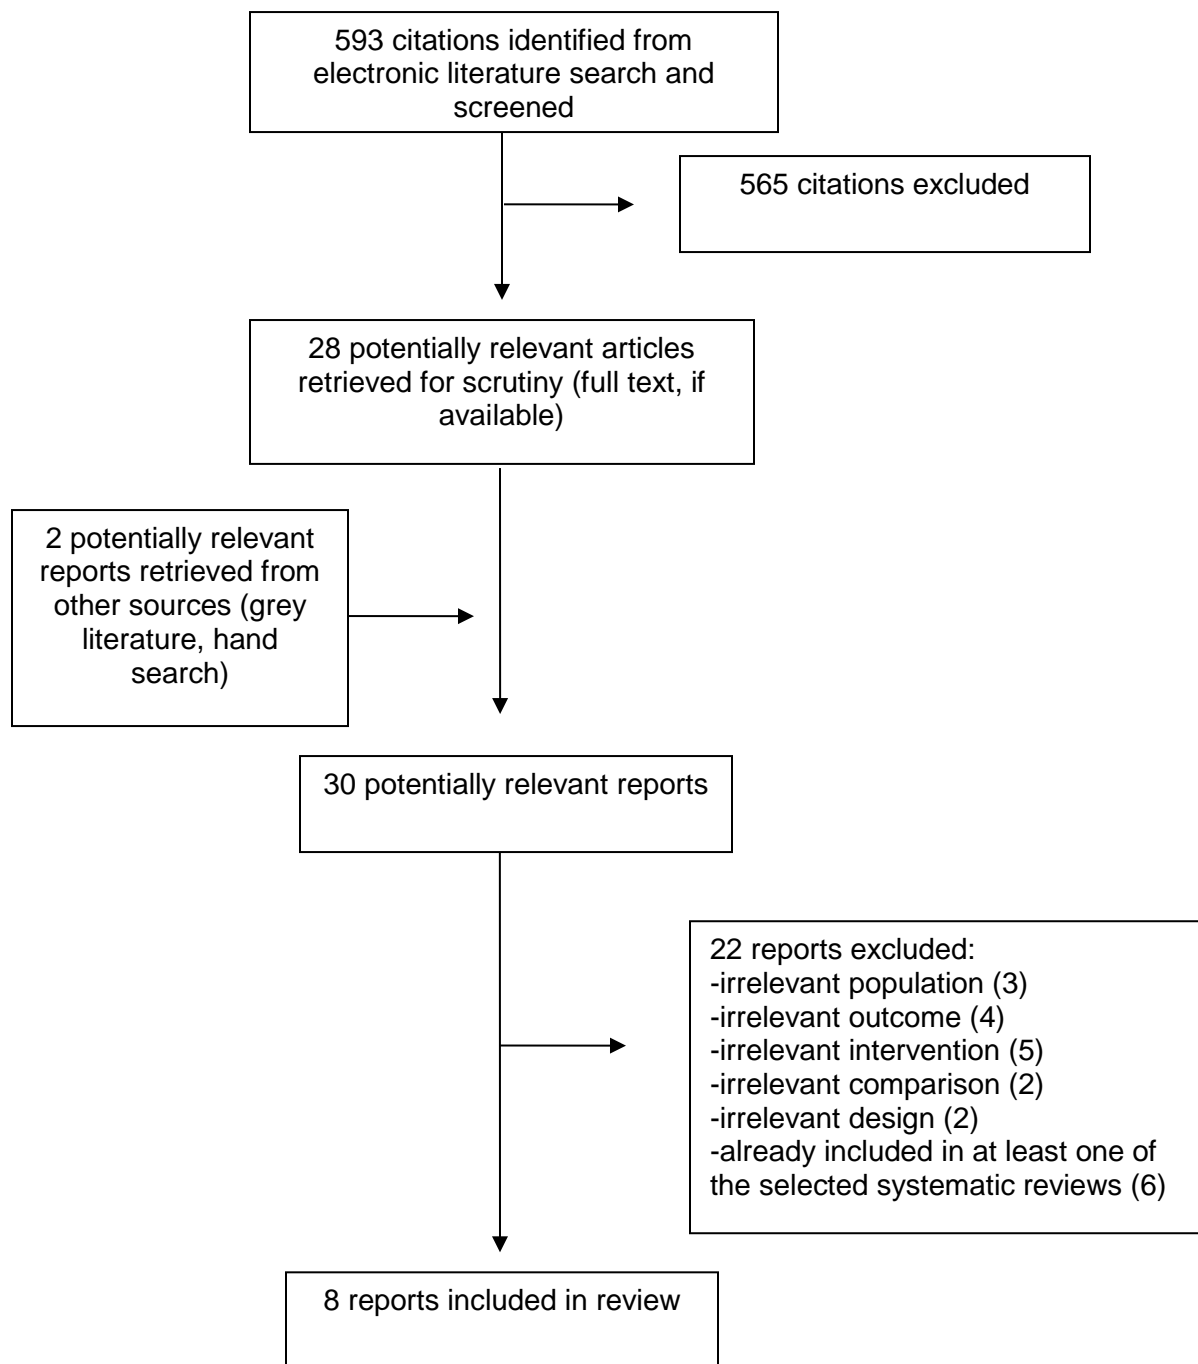 593 citations identified from
electronic literature search and
screened
565 citations excluded
28 potentially relevant articles
retrieved for scrutiny (full text, if
available)
2 potentially relevant
reports retrieved from
other sources (grey
literature, hand
search)
30 potentially relevant reports
22 reports excluded:
-irrelevant population (3)
-irrelevant outcome (4)
-irrelevant intervention (5)
-irrelevant comparison (2)
-irrelevant design (2)
-already included in at least one of
the selected systematic reviews (6)
8 reports included in review